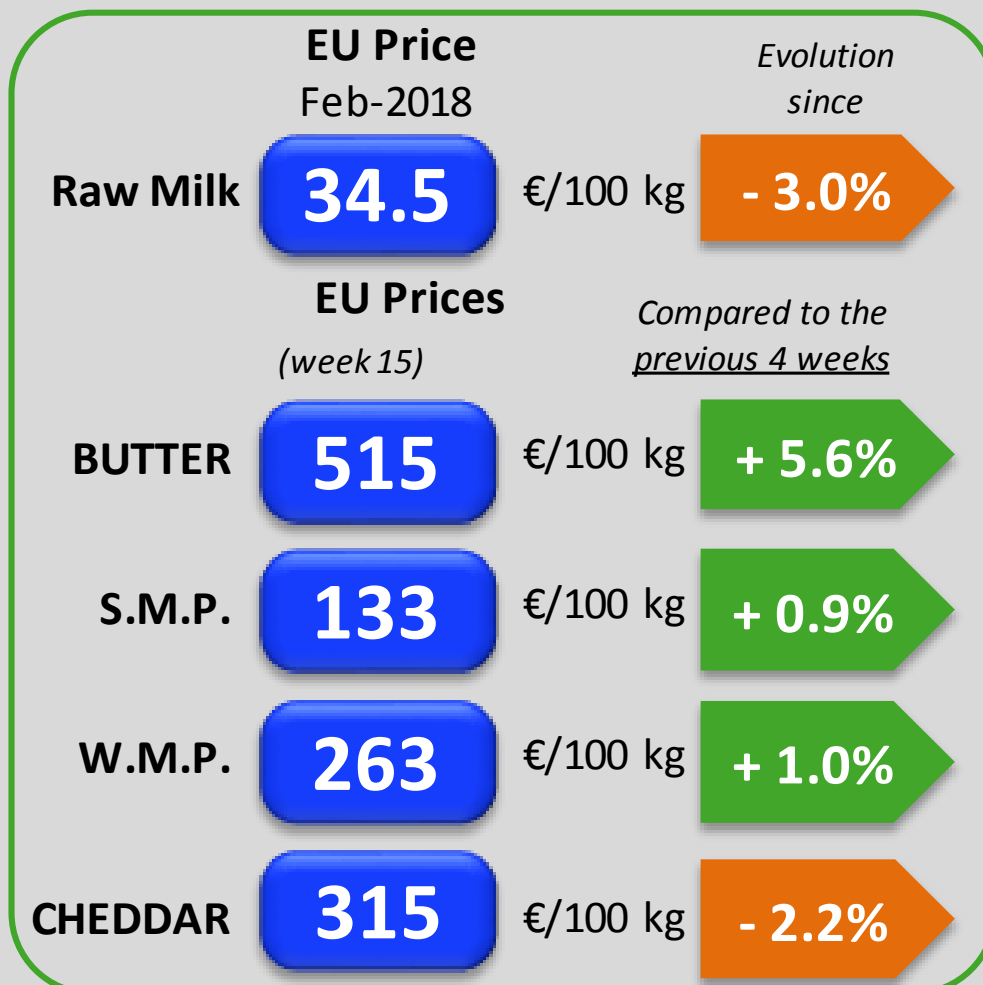 EU Price
Feb-2018
Evolution
since
Raw Milk 34.5 €/100 kg - 3.0%
EU Prices
(week 15)
Compared to the
previous 4 weeks
BUTTER 515 €/100 kg + 5.6%
S.M.P. 133 €/100 kg + 0.9%
W.M.P. 263 €/100 kg + 1.0%
CHEDDAR 315 €/100 kg - 2.2%